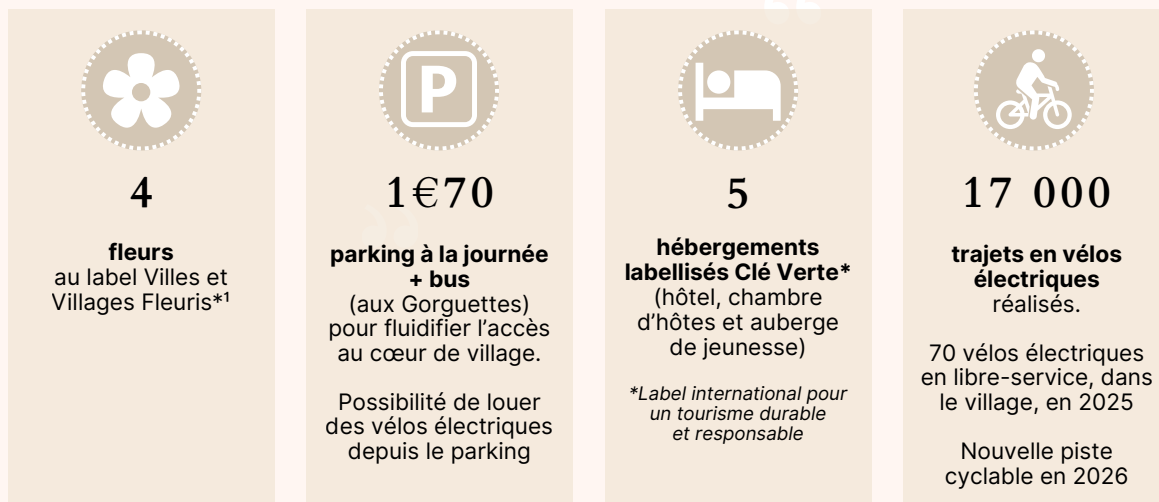 4
fleurs
au label Villes et
Villages Fleuris*¹
P
1€70
parking à la journée
+ bus
(aux Gorguettes)
pour fluidifier l’accès
au cœur de village.
Possibilité de louer
des vélos électriques
depuis le parking
5
hébergements
labellisés Clé Verte*
(hôtel, chambre
d’hôtes et auberge
de jeunesse)
*Label international pour
un tourisme durable
et responsable
17 000
trajets en vélos
électriques
réalisés.
70 vélos électriques
en libre-service, dans
le village, en 2025
Nouvelle piste
cyclable en 2026